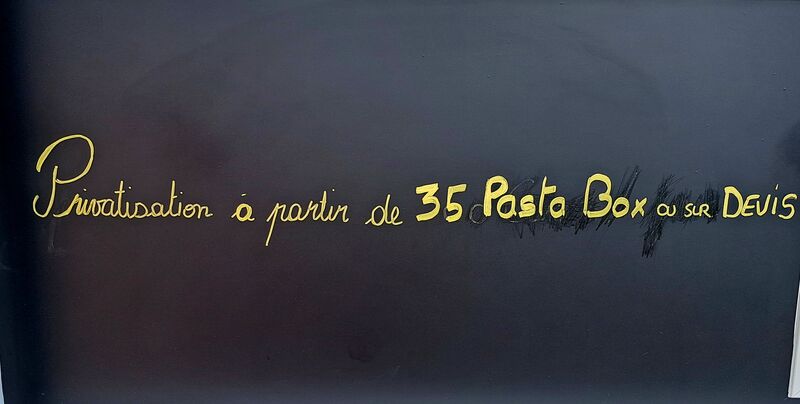 Privatisation à partir de 35 Pasta Box ou sur DEVIS